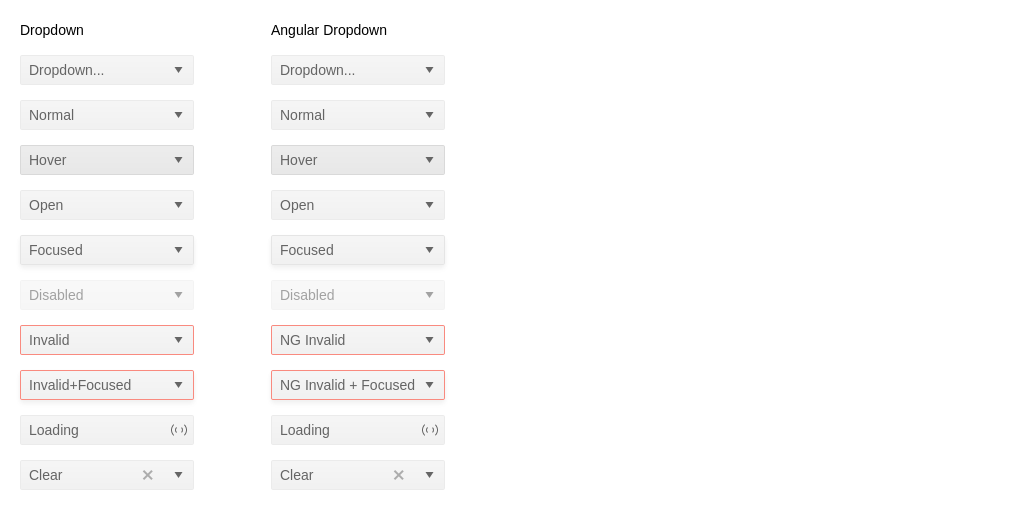 Dropdown
Dropdown...
Normal
Hover
Open
Focused
Disabled
Invalid
Invalid+Focused
Loading
Clear
Angular Dropdown
Dropdown...
Normal
Hover
Open
Focused
Disabled
NG Invalid
NG Invalid + Focused
Loading
Clear